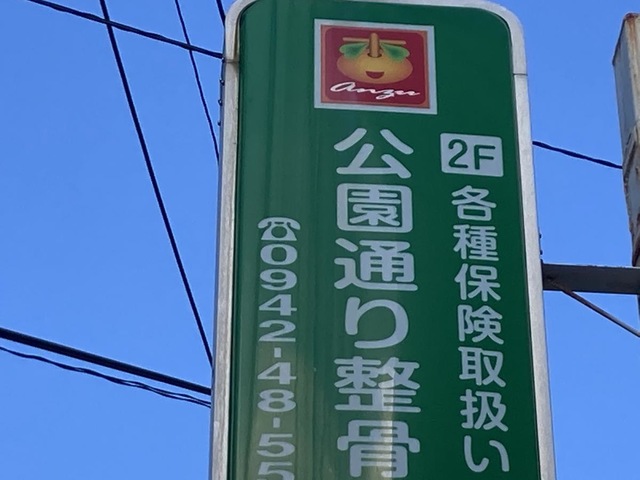 anzu
2F
各種保険取扱い
公園通り整骨
☎0942-48-55